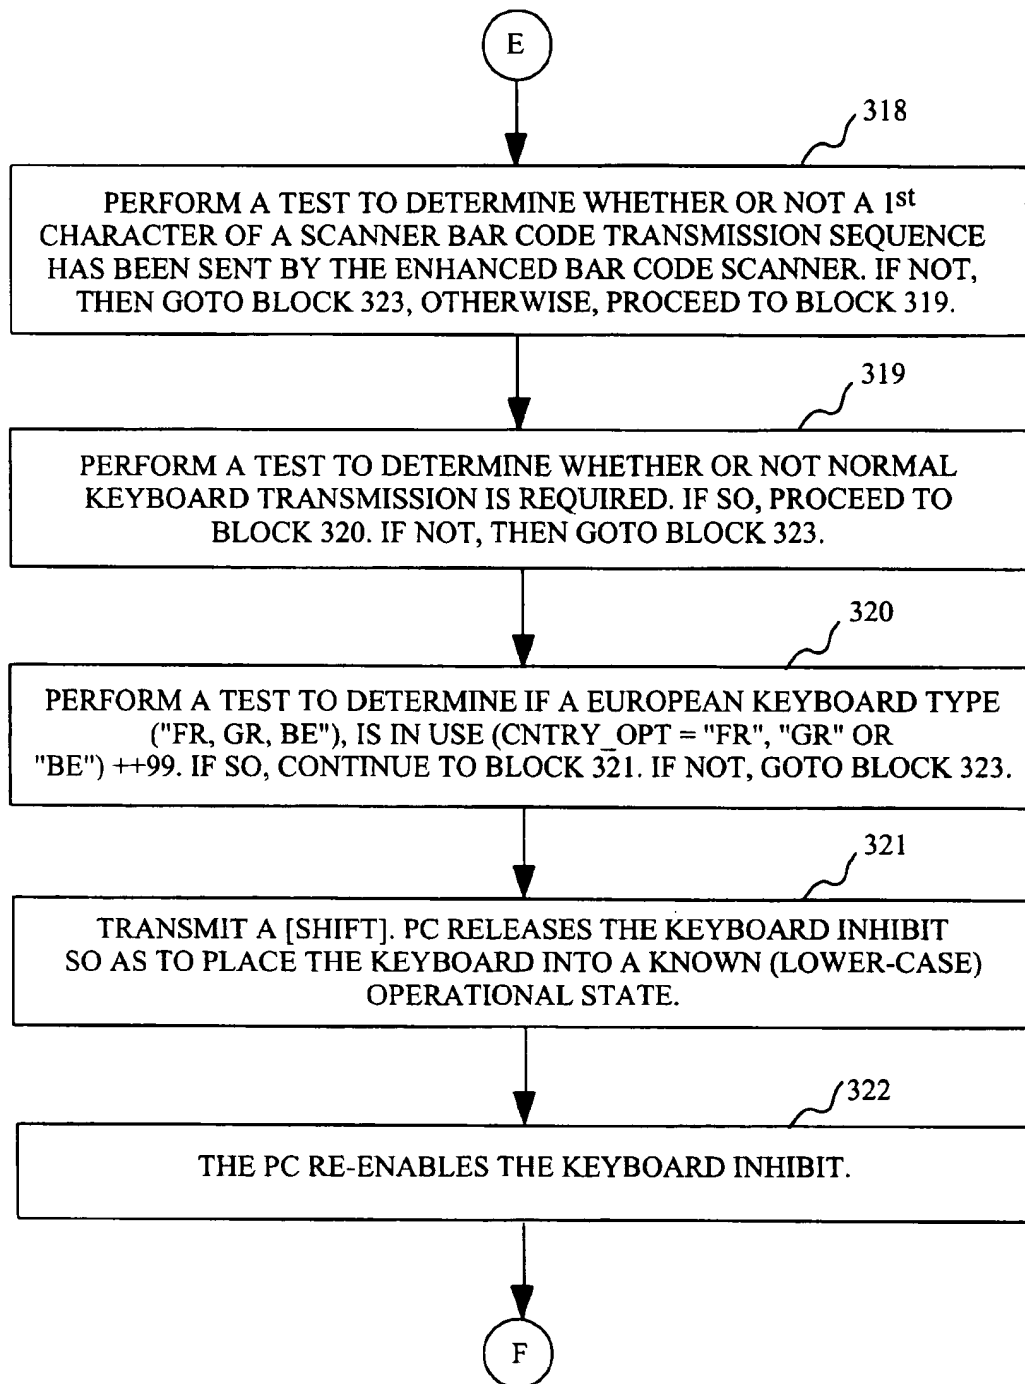 E
318
PERFORM A TEST TO DETERMINE WHETHER OR NOT A 1st
CHARACTER OF A SCANNER BAR CODE TRANSMISSION SEQUENCE
HAS BEEN SENT BY THE ENHANCED BAR CODE SCANNER. IF NOT,
THEN GOTO BLOCK 323, OTHERWISE, PROCEED TO BLOCK 319.
319
PERFORM A TEST TO DETERMINE WHETHER OR NOT NORMAL
KEYBOARD TRANSMISSION IS REQUIRED. IF SO, PROCEED TO
BLOCK 320. IF NOT, THEN GOTO BLOCK 323.
320
PERFORM A TEST TO DETERMINE IF A EUROPEAN KEYBOARD TYPE
("FR, GR, BE"), IS IN USE (CNTRY_OPT = "FR", "GR" OR
"BE") ++99. IF SO, CONTINUE TO BLOCK 321. IF NOT, GOTO BLOCK 323.
321
TRANSMIT A [SHIFT]. PC RELEASES THE KEYBOARD INHIBIT
SO AS TO PLACE THE KEYBOARD INTO A KNOWN (LOWER-CASE)
OPERATIONAL STATE.
322
THE PC RE-ENABLES THE KEYBOARD INHIBIT.
F